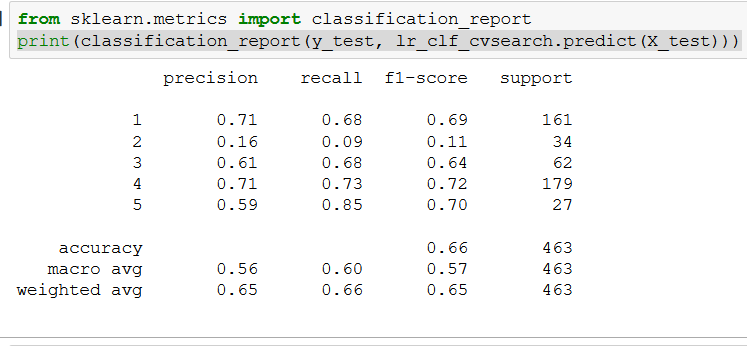 from sklearn.metrics import classification_report
print(classification_report(y_test, lr_clf_cvsearch.predict(X_test)))
precision recall f1-score support
1 0.71 0.68 0.69 161
2 0.16 0.09 0.11 34
3 0.61 0.68 0.64 62
4 0.71 0.73 0.72 179
5 0.59 0.85 0.70 27
accuracy 0.66 463
macro avg 0.56 0.60 0.57 463
weighted avg 0.65 0.66 0.65 463